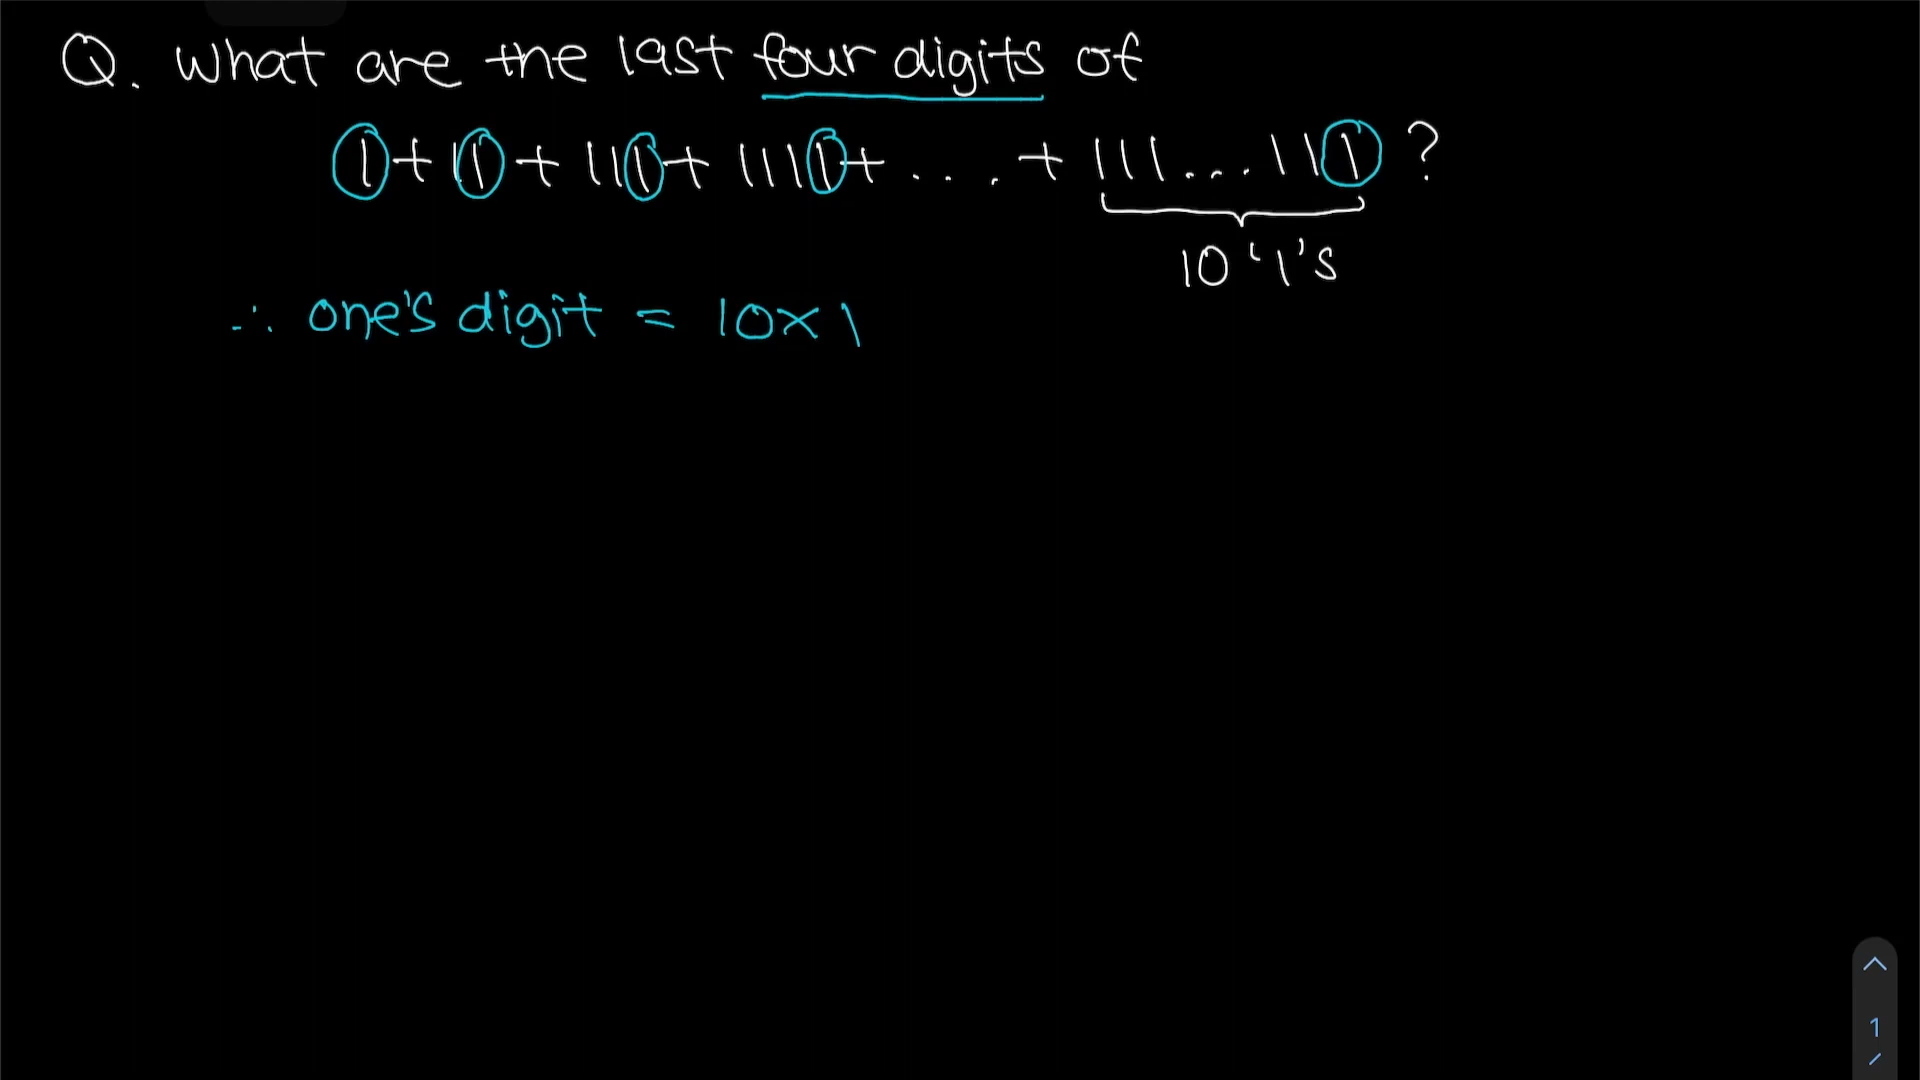 Q. What are the last four digits of
1 + 11 + 111 + 1111 + .... + 111...111 ?
10 '1's
∴ one's digit = 10 × 1
1